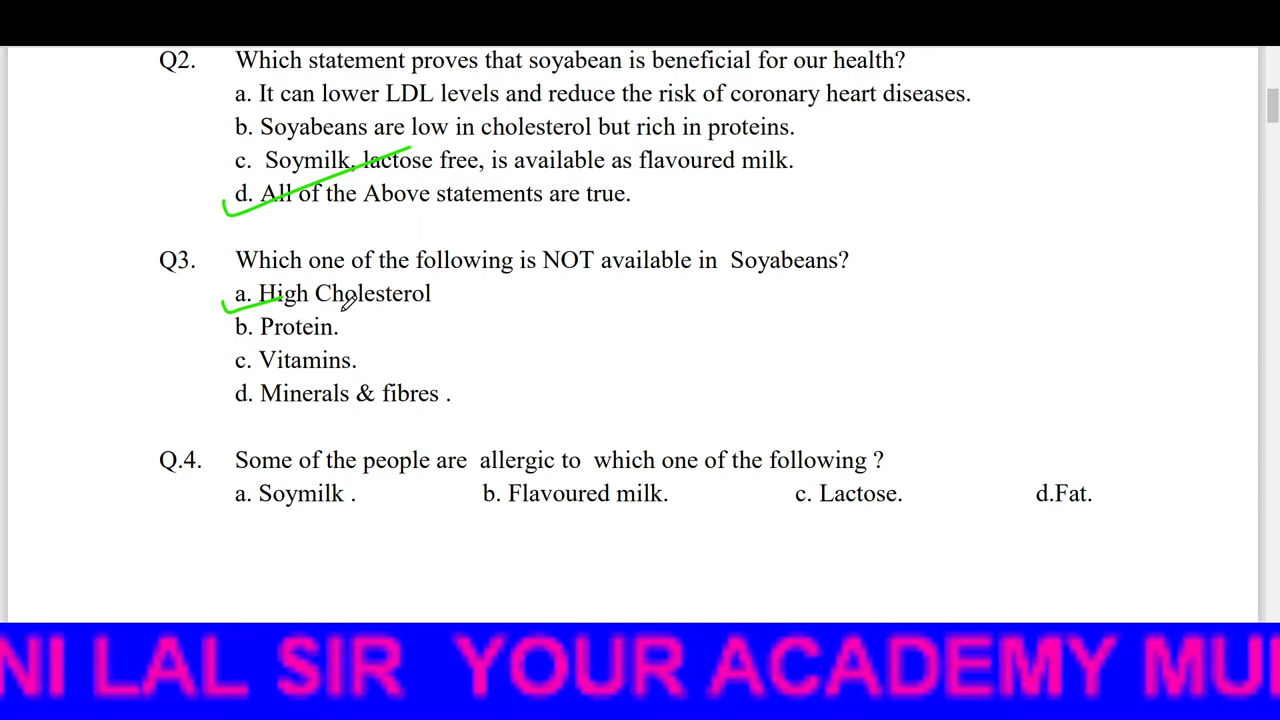 Q2. Which statement proves that soyabean is beneficial for our health?
a. It can lower LDL levels and reduce the risk of coronary heart diseases.
b. Soyabeans are low in cholesterol but rich in proteins.
c. Soymilk, lactose free, is available as flavoured milk.
d. All of the Above statements are true.
Q3. Which one of the following is NOT available in Soyabeans?
a. High Cholesterol
b. Protein.
c. Vitamins.
d. Minerals & fibres .
Q.4. Some of the people are allergic to which one of the following ?
a. Soymilk . b. Flavoured milk. c. Lactose. d.Fat.
NI LAL SIR YOUR ACADEMY MU